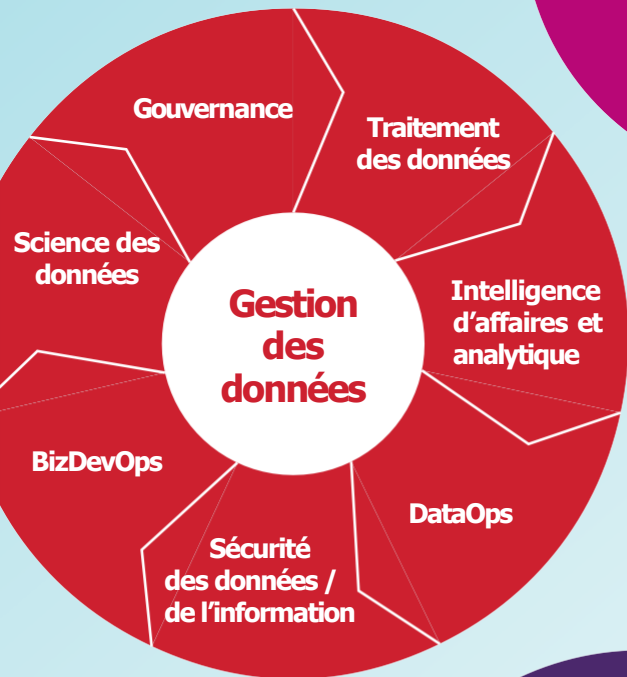 Gouvernance
Traitement
des données
Intelligence
d’affaires et
analytique
DataOps
Sécurité
des données /
de l’information
BizDevOps
Science des
données
Gestion
des
données